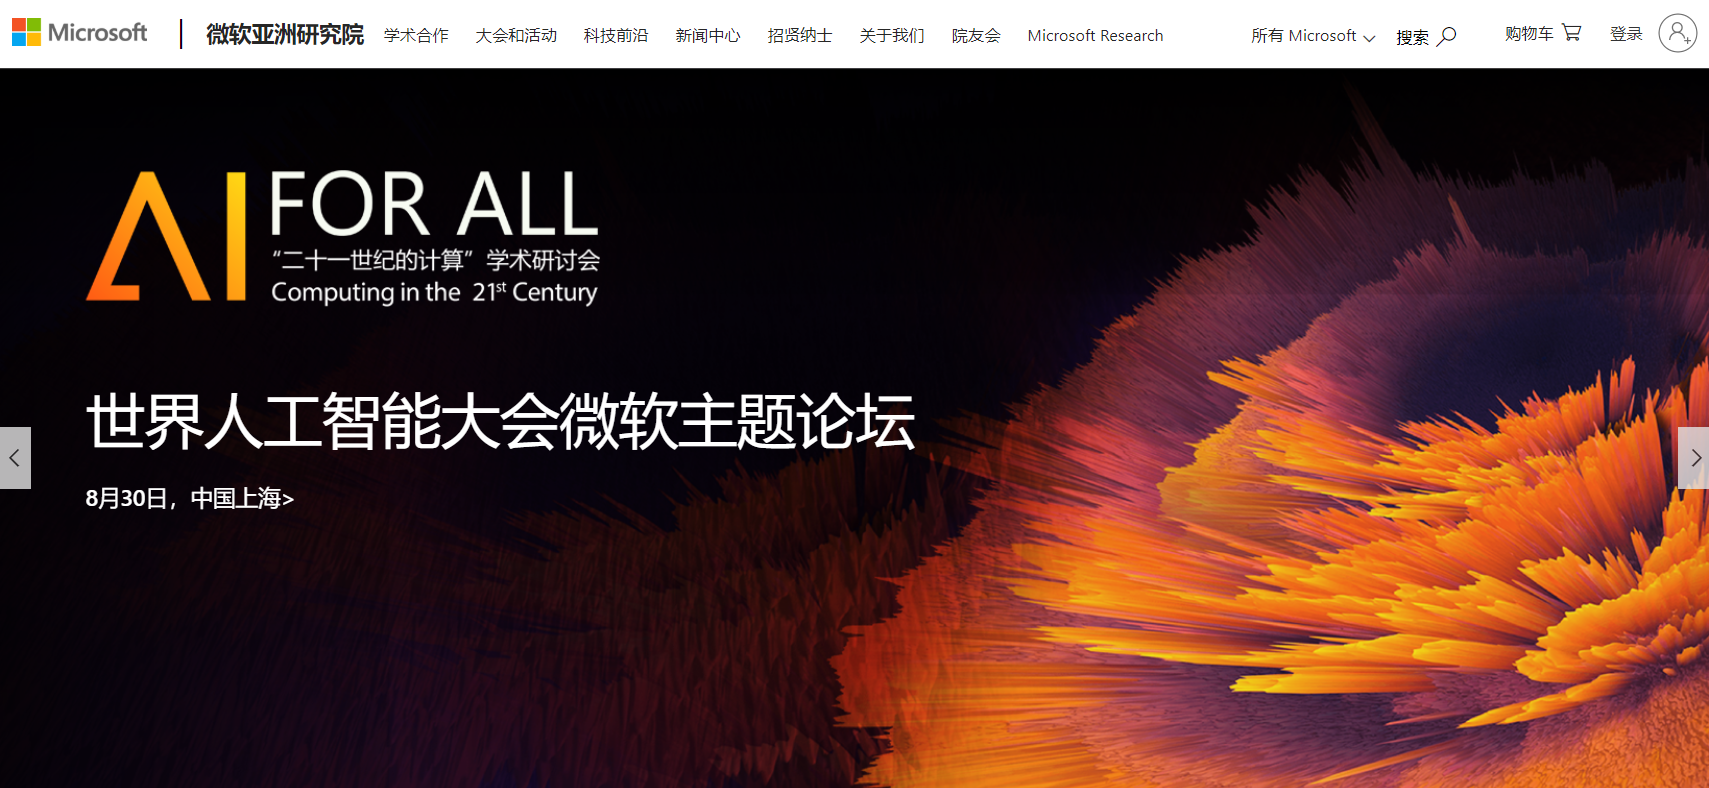 Microsoft 微软亚洲研究院 学术合作 大会和活动 科技前沿 新闻中心 招贤纳士 关于我们 院友会 Microsoft Research 所有 Microsoft 搜索 购物车 登录
AI FOR ALL
“二十一世纪的计算”学术研讨会
Computing in the 21st Century
世界人工智能大会微软主题论坛
8月30日，中国上海>